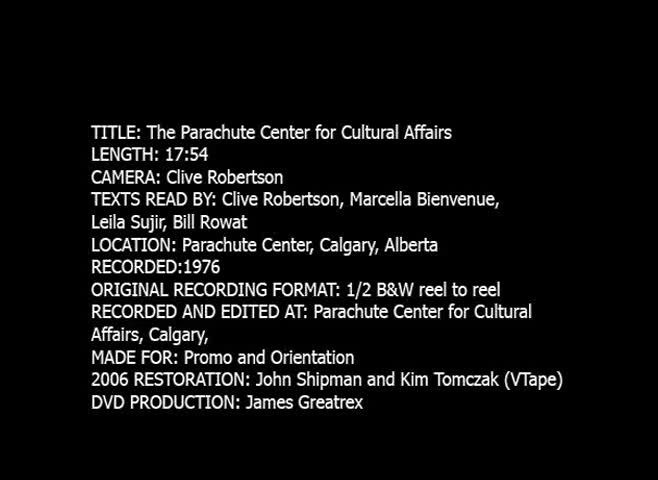 TITLE: The Parachute Center for Cultural Affairs
LENGTH: 17:54
CAMERA: Clive Robertson
TEXTS READ BY: Clive Robertson, Marcella Bienvenue,
Leila Sujir, Bill Rowat
LOCATION: Parachute Center, Calgary, Alberta
RECORDED:1976
ORIGINAL RECORDING FORMAT: 1/2 B&W reel to reel
RECORDED AND EDITED AT: Parachute Center for Cultural
Affairs, Calgary,
MADE FOR: Promo and Orientation
2006 RESTORATION: John Shipman and Kim Tomczak (VTape)
DVD PRODUCTION: James Greatrex